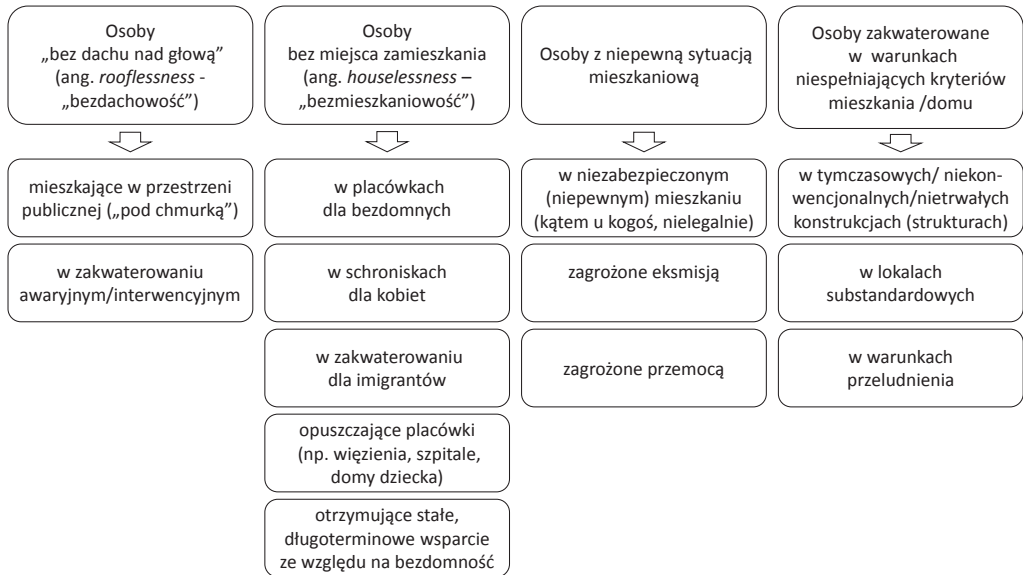 Osoby
„bez dachu nad głową”
(ang. rooflessness -
„bezdachowość”)
mieszkające w przestrzeni
publicznej („pod chmurką”)
w zakwaterowaniu
awaryjnym/interwencyjnym
Osoby
bez miejsca zamieszkania
(ang. houselessness –
„bezmieszkaniowość”)
w placówkach
dla bezdomnych
w schroniskach
dla kobiet
w zakwaterowaniu
dla imigrantów
opuszczające placówki
(np. więzienia, szpitale,
domy dziecka)
otrzymujące stałe,
długoterminowe wsparcie
ze względu na bezdomność
Osoby z niepewną sytuacją
mieszkaniową
w niezabezpieczonym
(niepewnym) mieszkaniu
(kątem u kogoś, nielegalnie)
zagrożone eksmisją
zagrożone przemocą
Osoby zakwaterowane
w warunkach
niespełniających kryteriów
mieszkania /domu
w tymczasowych/ niekon-
wencjonalnych/nietrwałych
konstrukcjach (strukturach)
w lokalach
substandardowych
w warunkach
przeludnienia